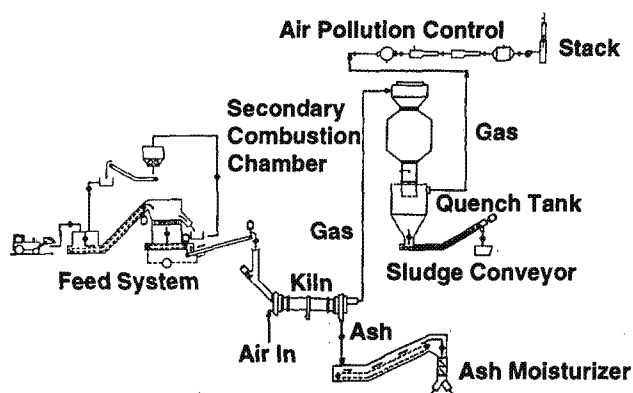 Air Pollution Control
Stack
Secondary
Combustion
Chamber
Gas
Quench Tank
Gas
Sludge Conveyor
Feed System
Kiln
Air In
Ash
Ash Moisturizer